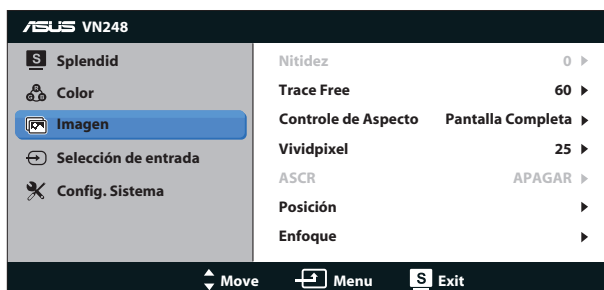 ASUS VN248
S Splendid
Color
Imagen
Selección de entrada
Config. Sistema
Nitidez 0
Trace Free 60
Controle de Aspecto Pantalla Completa
Vividpixel 25
ASCR APAGAR
Posición
Enfoque
Move Menu S Exit